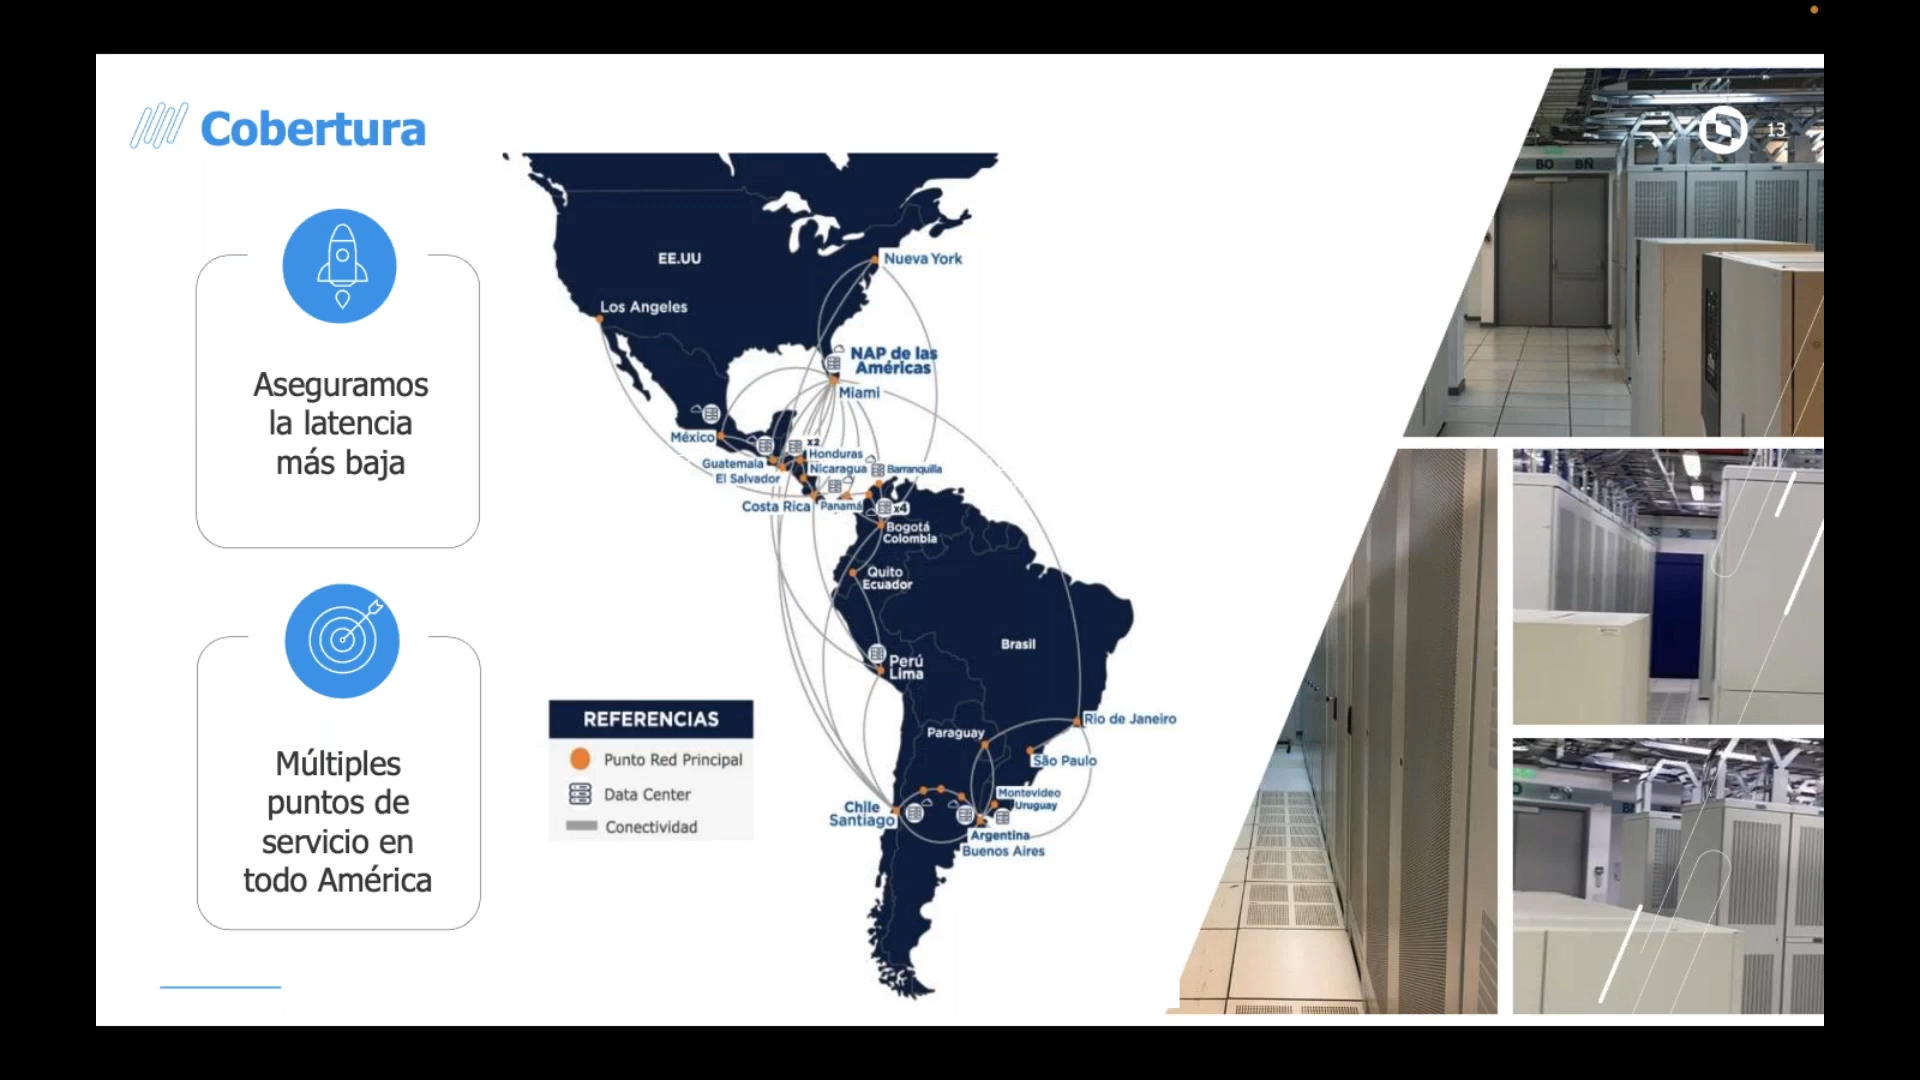 Cobertura
13
Aseguramos
la latencia
más baja
Múltiples
puntos de
servicio en
todo América
EE.UU
Nueva York
Los Angeles
NAP de las
Américas
Miami
México
x2
Honduras
Guatemala
Nicaragua
Barranquilla
El Salvador
Costa Rica
Panamá
x4
Bogotá
Colombia
Quito
Ecuador
Brasil
Perú
Lima
Rio de Janeiro
Paraguay
São Paulo
Montevideo
Uruguay
Chile
Santiago
Argentina
Buenos Aires
REFERENCIAS
Punto Red Principal
Data Center
Conectividad
BO BÑ
36